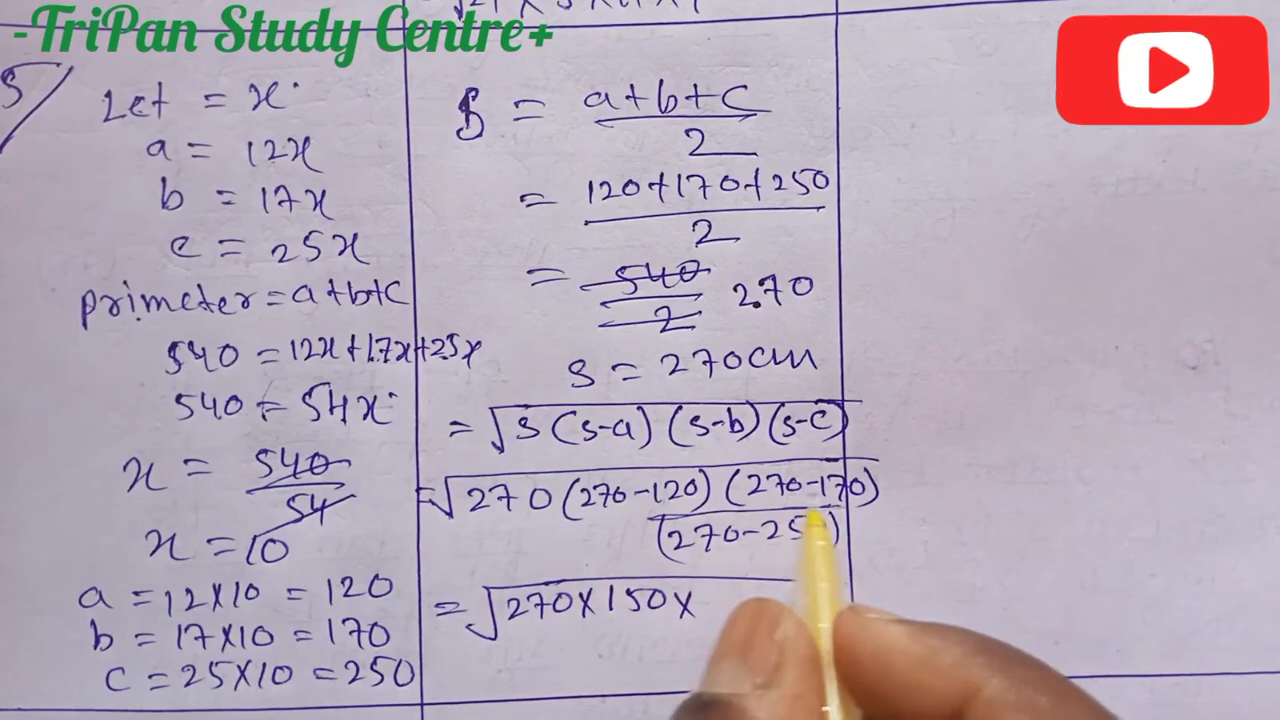 -TriPan Study Centre+
5/
Let = x
a = 12x
b = 17x
c = 25x
primeter = a+b+c
540 = 12x+17x+25x
540 = 54x
x = 540/54
x = 10
a = 12×10 = 120
b = 17×10 = 170
c = 25×10 = 250
S = a+b+c/2
= 120+170+250/2
= 540/2 270
s = 270cm
= √s(s-a)(s-b)(s-c)
= √270(270-120)(270-170)
(270-250)
= √270×150×